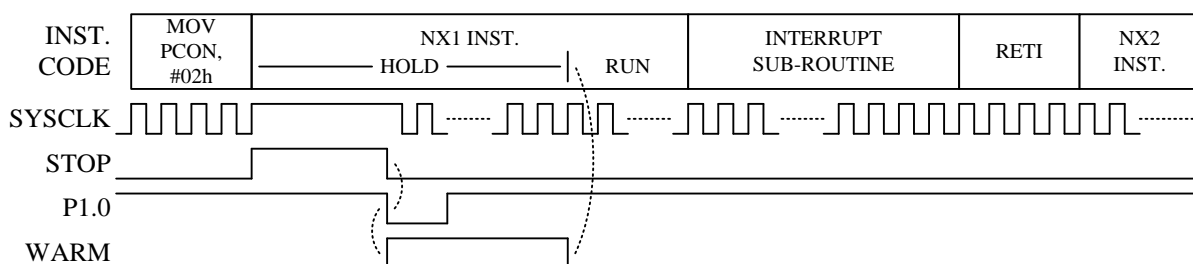 INST.
CODE
MOV
PCON,
#02h
NX1 INST.
HOLD
RUN
INTERRUPT
SUB-ROUTINE
RETI
NX2
INST.
SYSCLK
STOP
P1.0
WARM